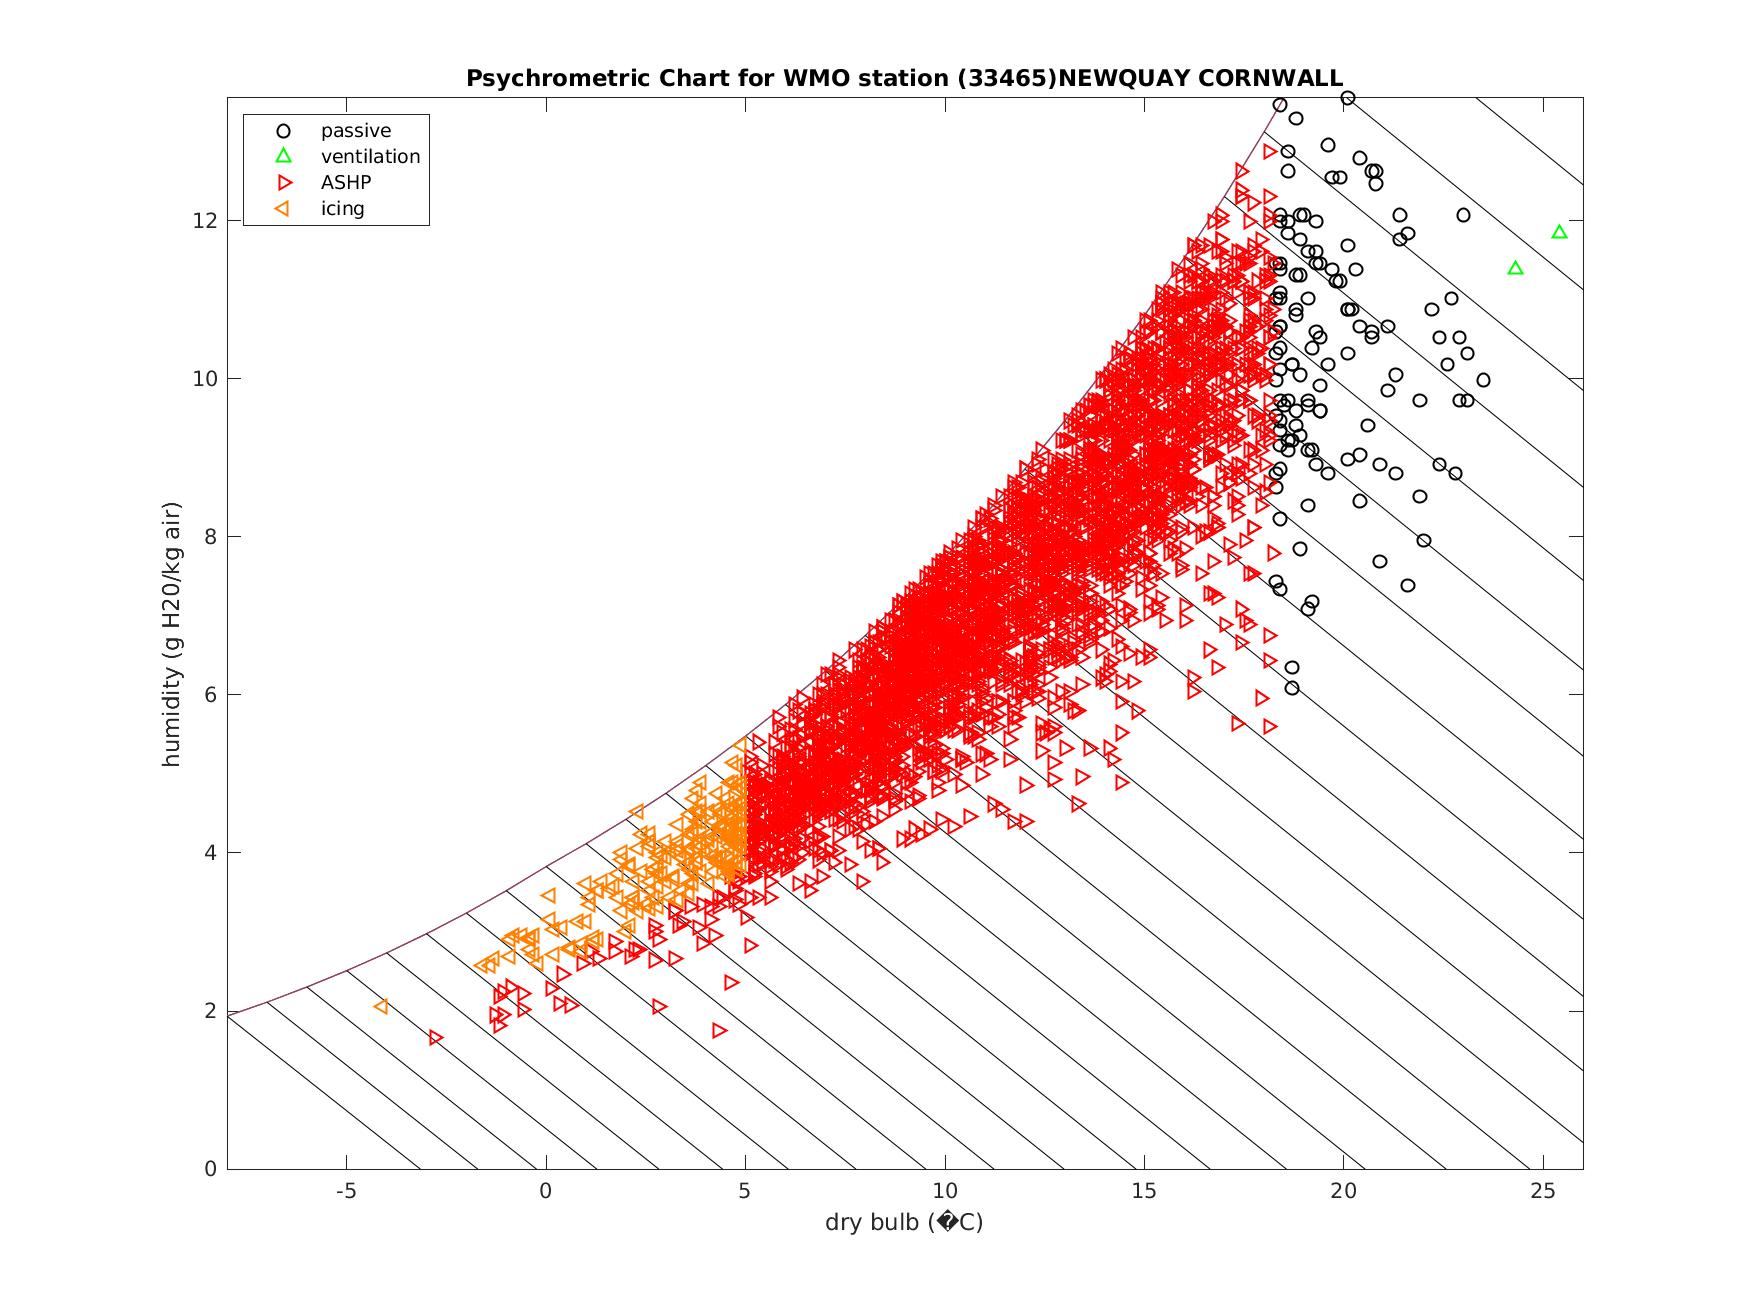 Psychrometric Chart for WMO station (33465)NEWQUAY CORNWALL
passive
ventilation
ASHP
icing
humidity (g H20/kg air)
12
10
8
6
4
2
0
-5 0 5 10 15 20 25
dry bulb (�C)